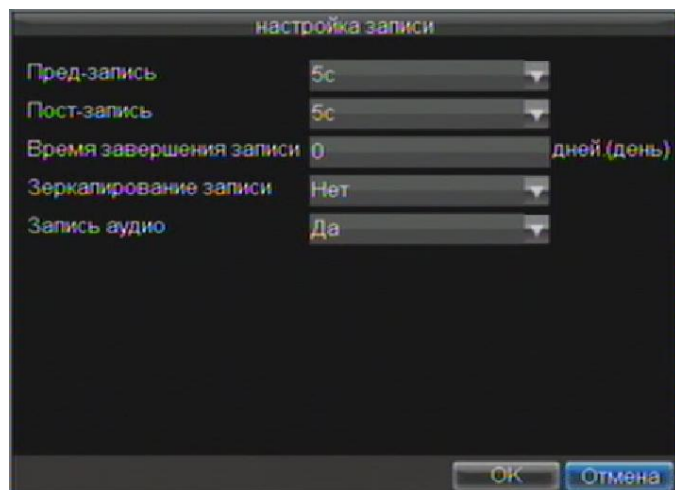 настройка записи
Пред-запись 5с
Пост-запись 5с
Время завершения записи 0 дней.(день)
Зеркалирование записи Нет
Запись аудио Да
OK Отмена